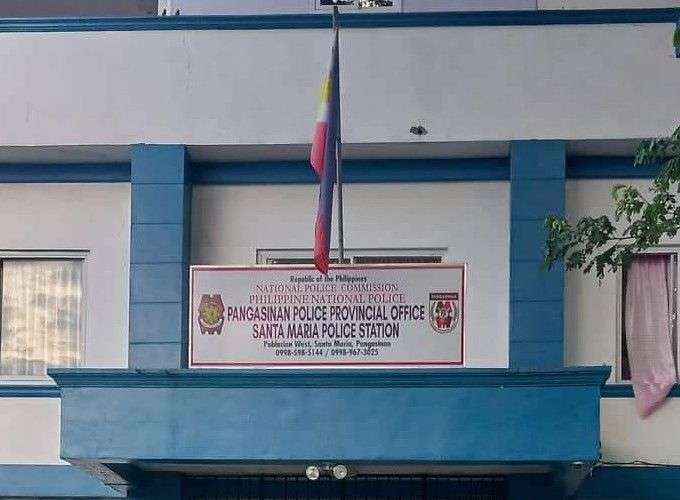 Republic of the Philippines
NATIONAL POLICE COMMISSION
PHILIPPINE NATIONAL POLICE
PANGASINAN POLICE PROVINCIAL OFFICE
SANTA MARIA POLICE STATION
Poblacion West, Santa Maria, Pangasinan
0998-598-5144 / 0998-967-3025
PANGASINAN